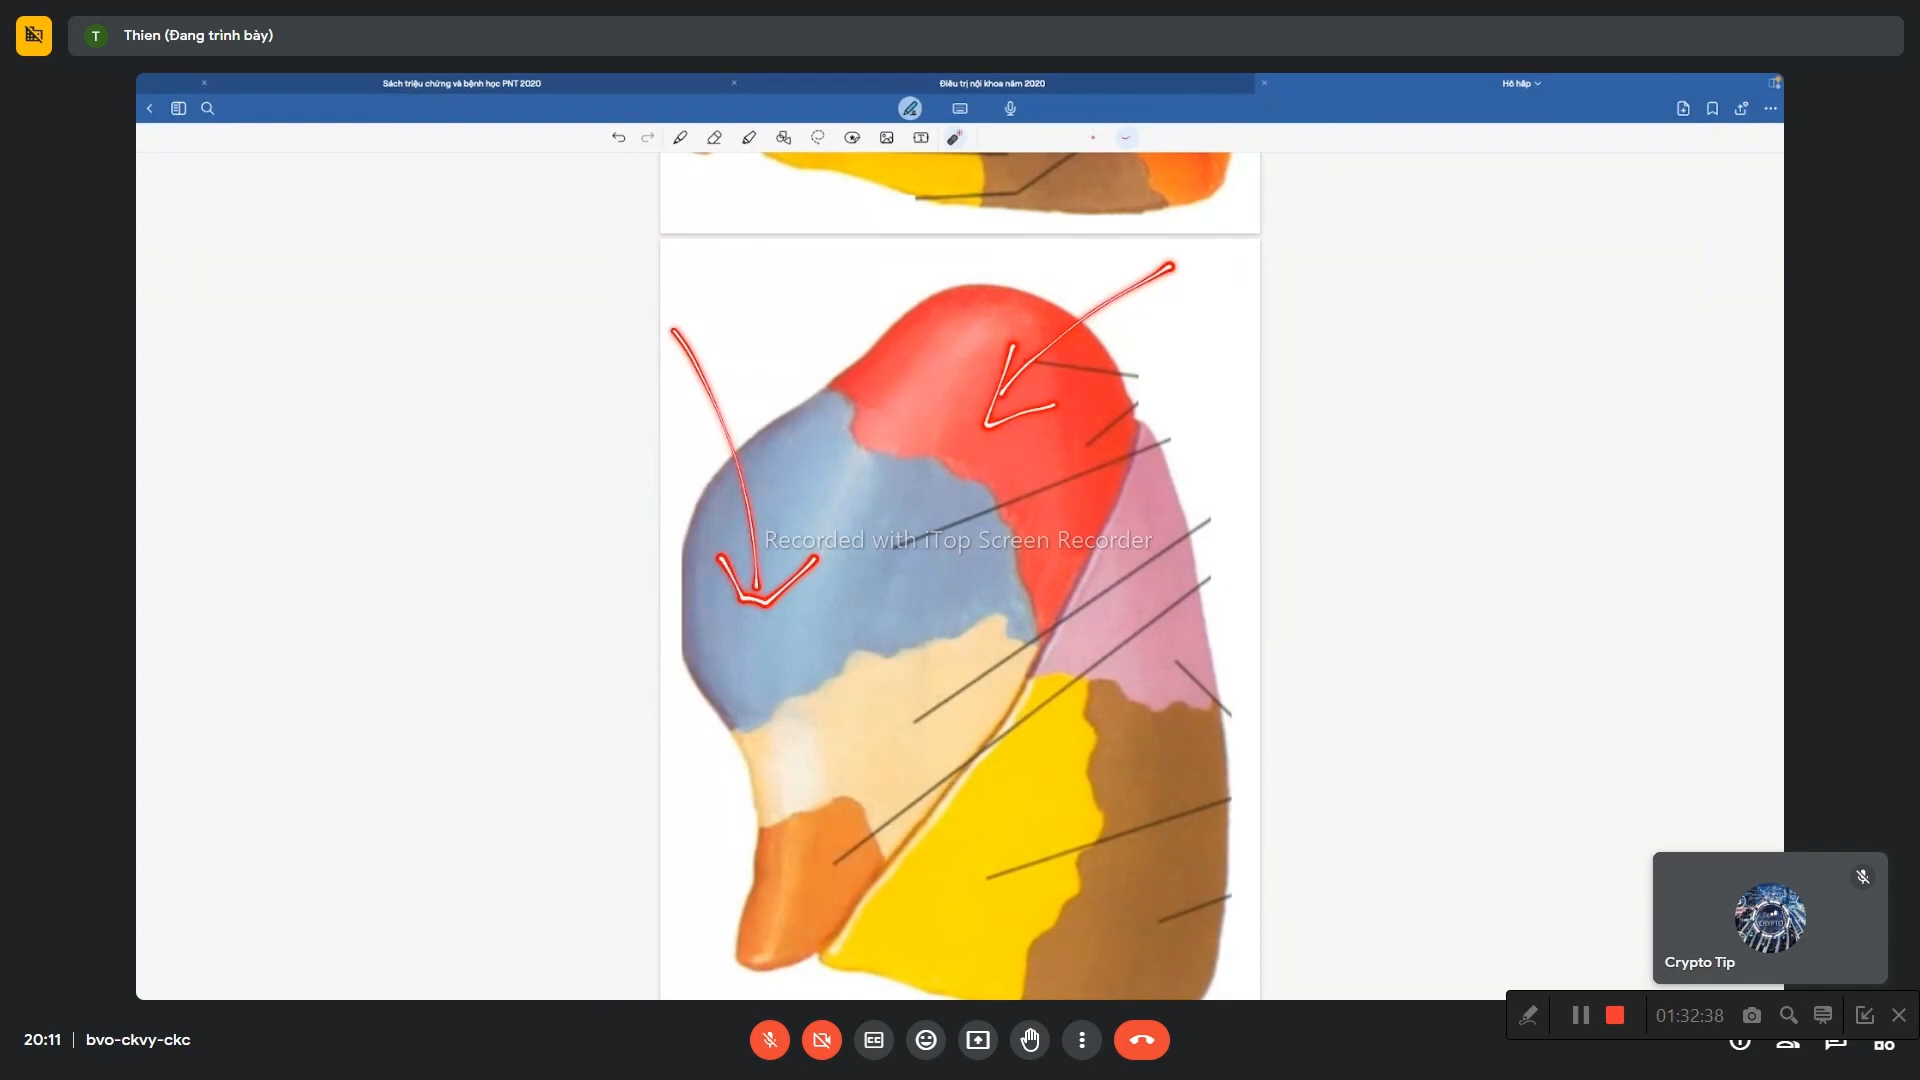 T Thien (Đang trình bày)
Sách triệu chứng và bệnh học PNT 2020
Điều trị nội khoa năm 2020
Hô hấp
Recorded with iTop Screen Recorder
Crypto Tip
01:32:38
20:11 | bvo-ckvy-ckc